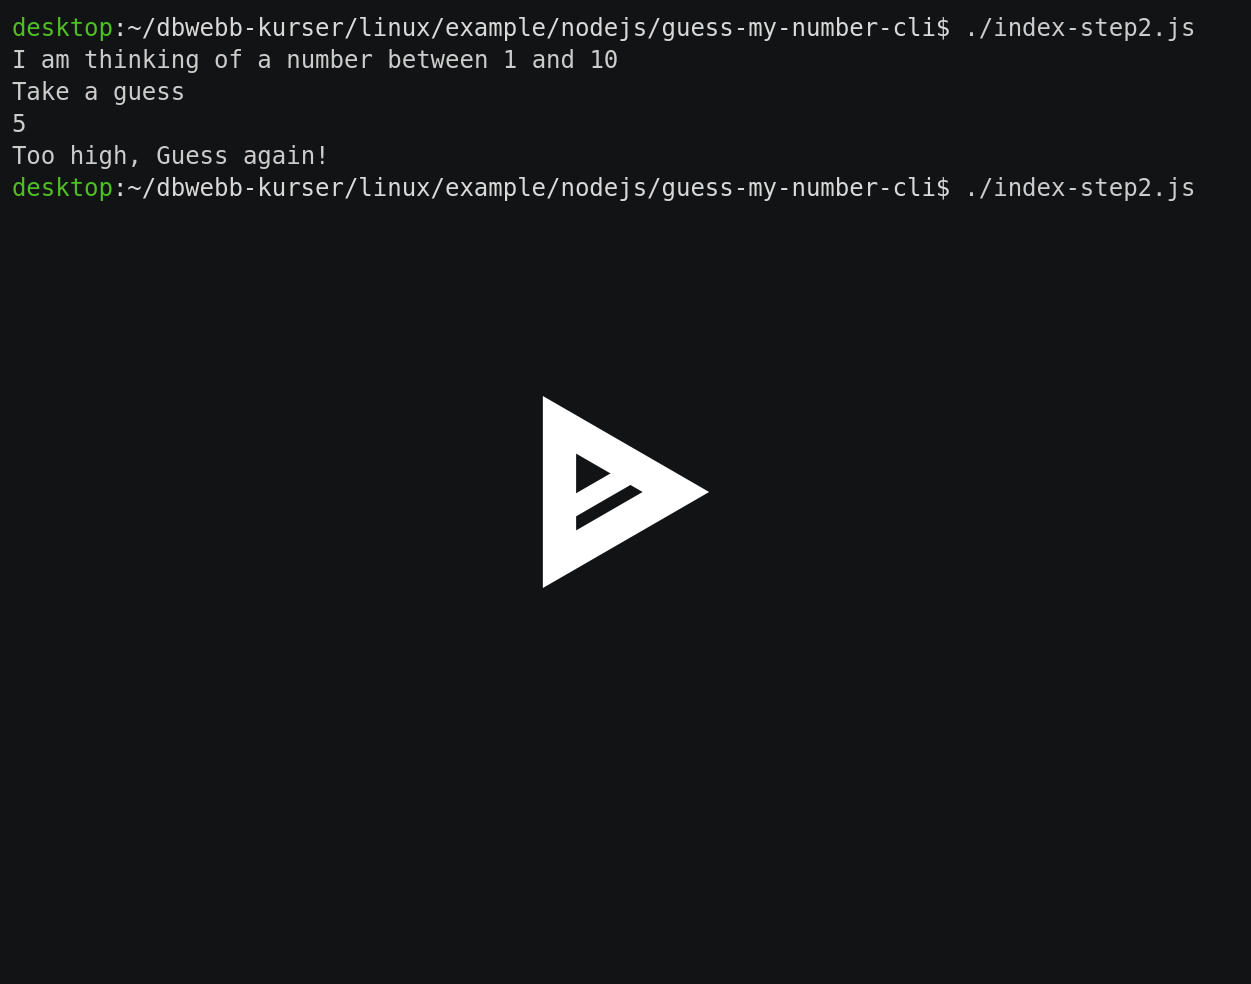 desktop:~/dbwebb-kurser/linux/example/nodejs/guess-my-number-cli$ ./index-step2.js
I am thinking of a number between 1 and 10
Take a guess
5
Too high, Guess again!
desktop:~/dbwebb-kurser/linux/example/nodejs/guess-my-number-cli$ ./index-step2.js